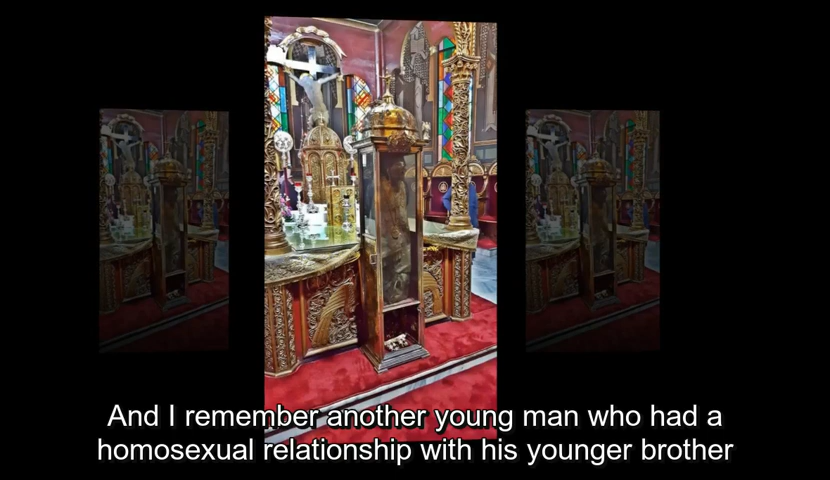 And I remember another young man who had a
homosexual relationship with his younger brother